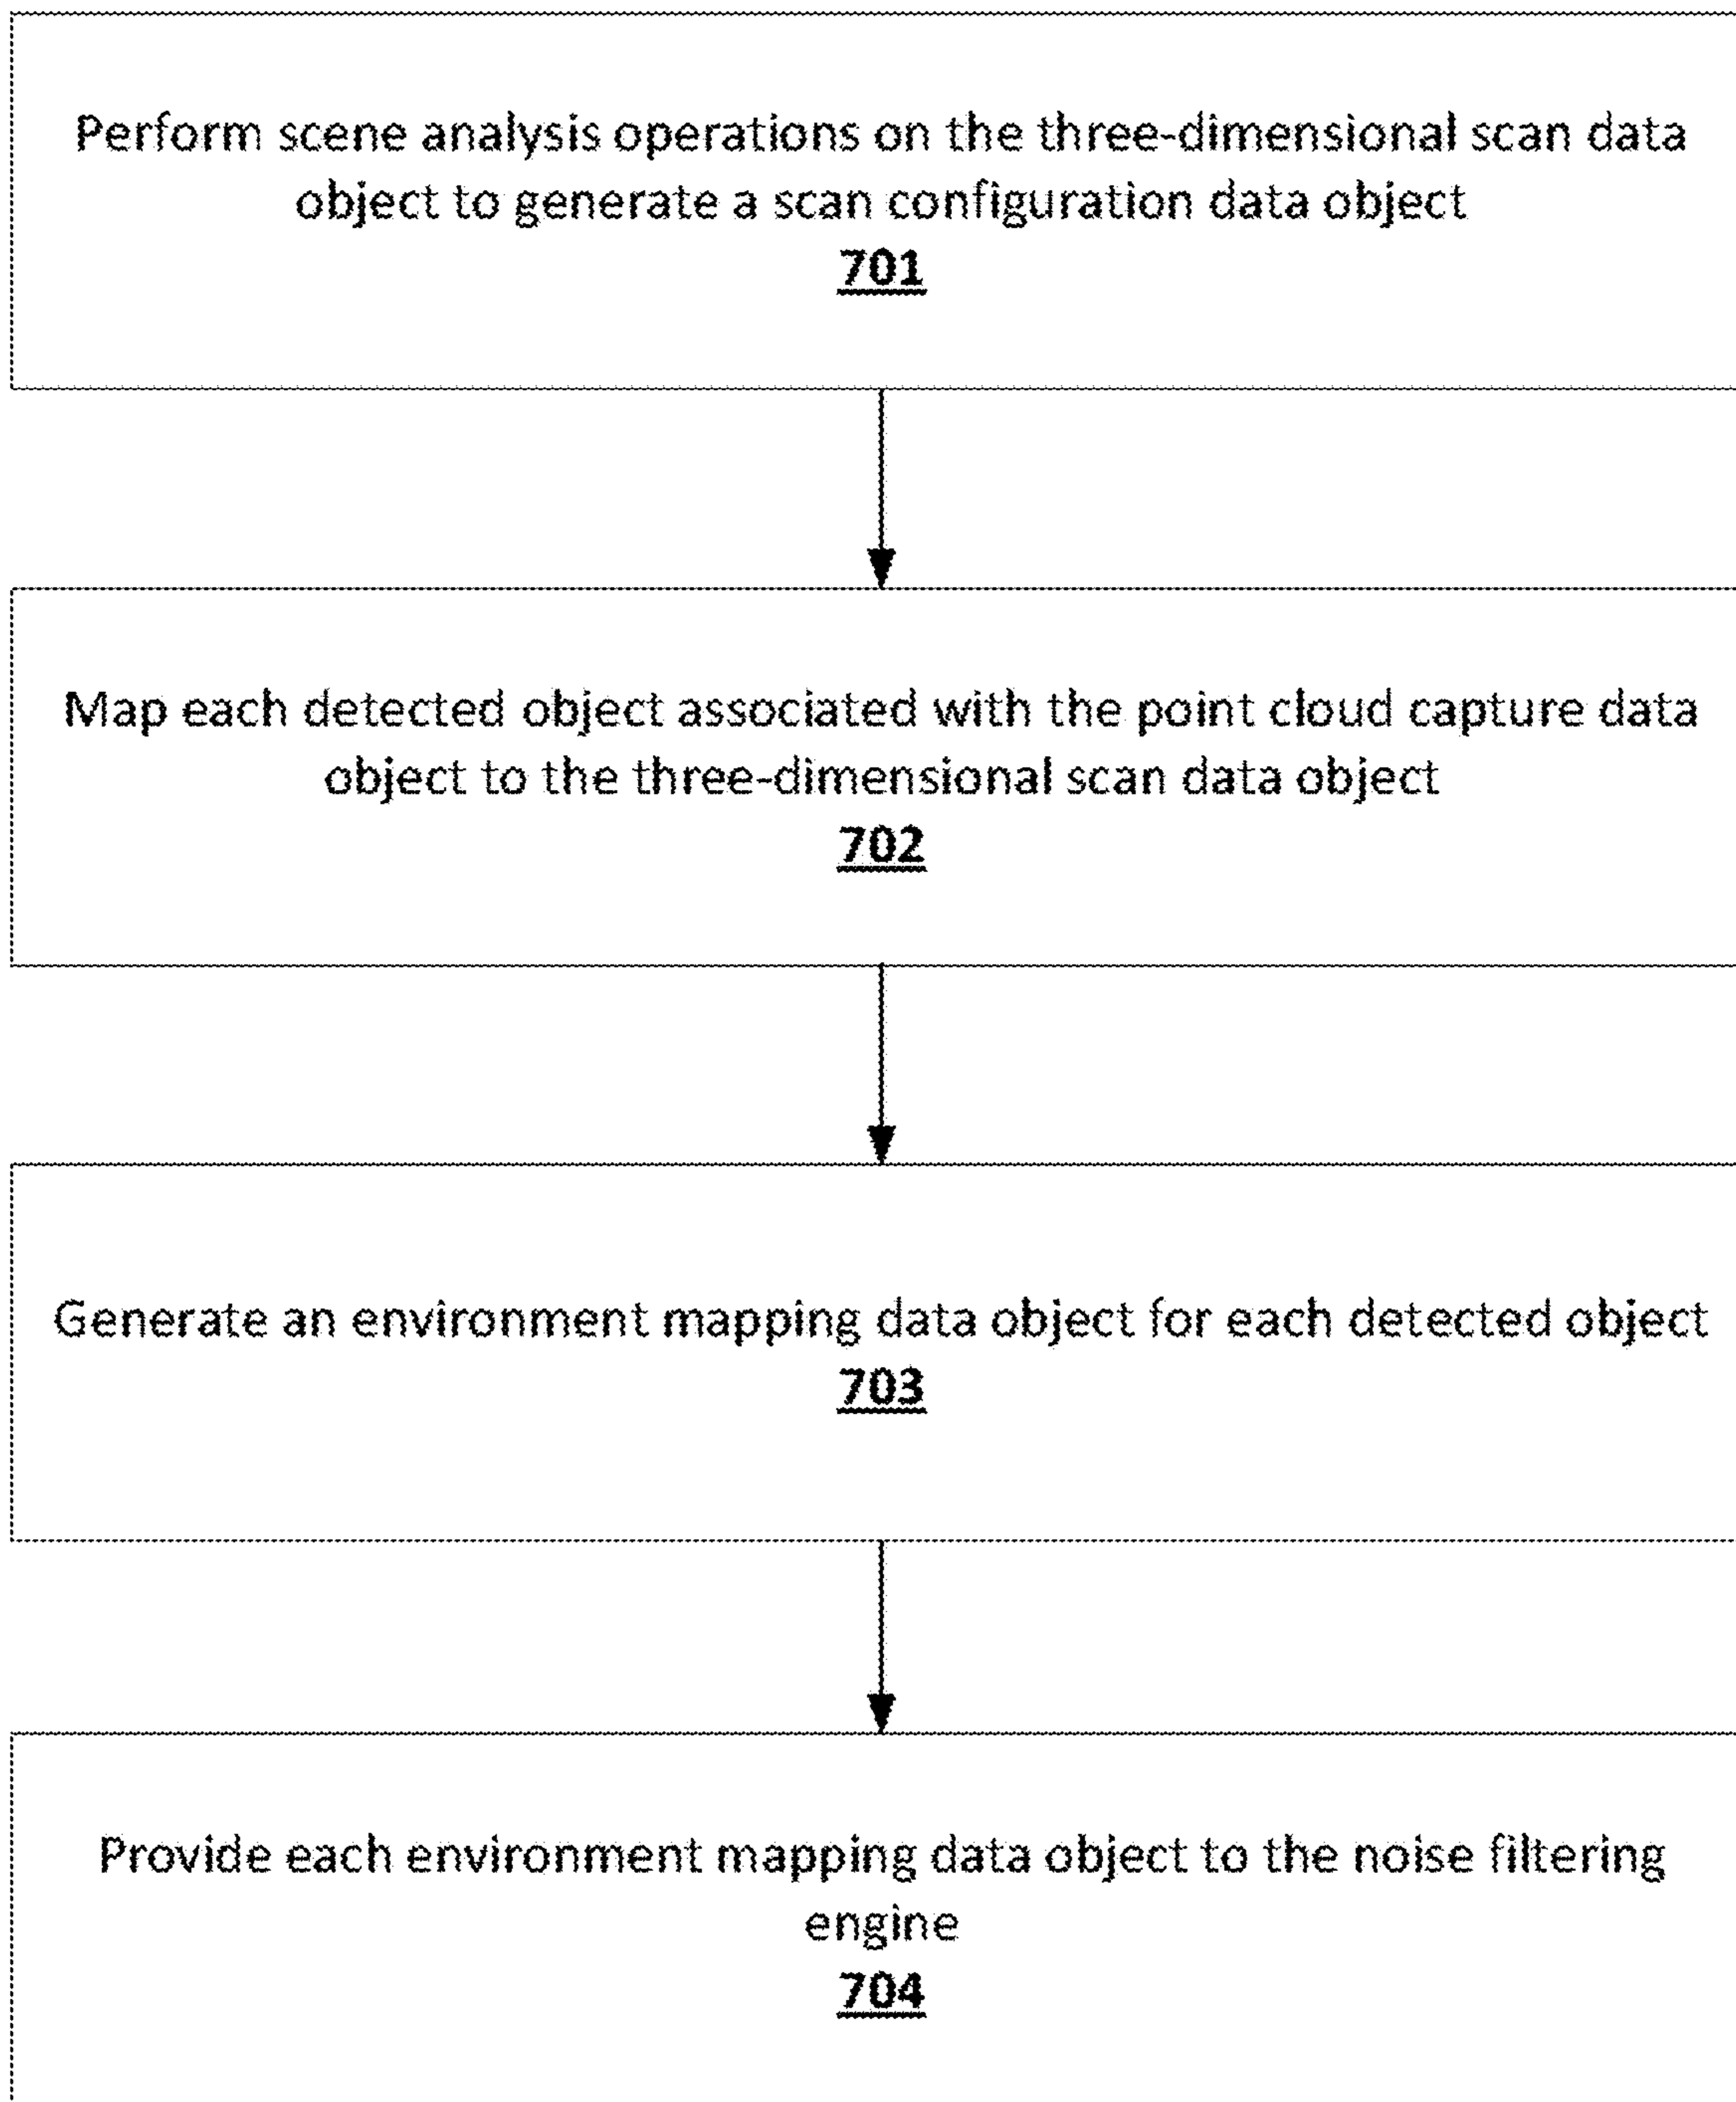 Perform scene analysis operations on the three-dimensional scan data
object to generate a scan configuration data object
701
Map each detected object associated with the point cloud capture data
object to the three-dimensional scan data object
702
Generate an environment mapping data object for each detected object
703
Provide each environment mapping data object to the noise filtering
engine
704